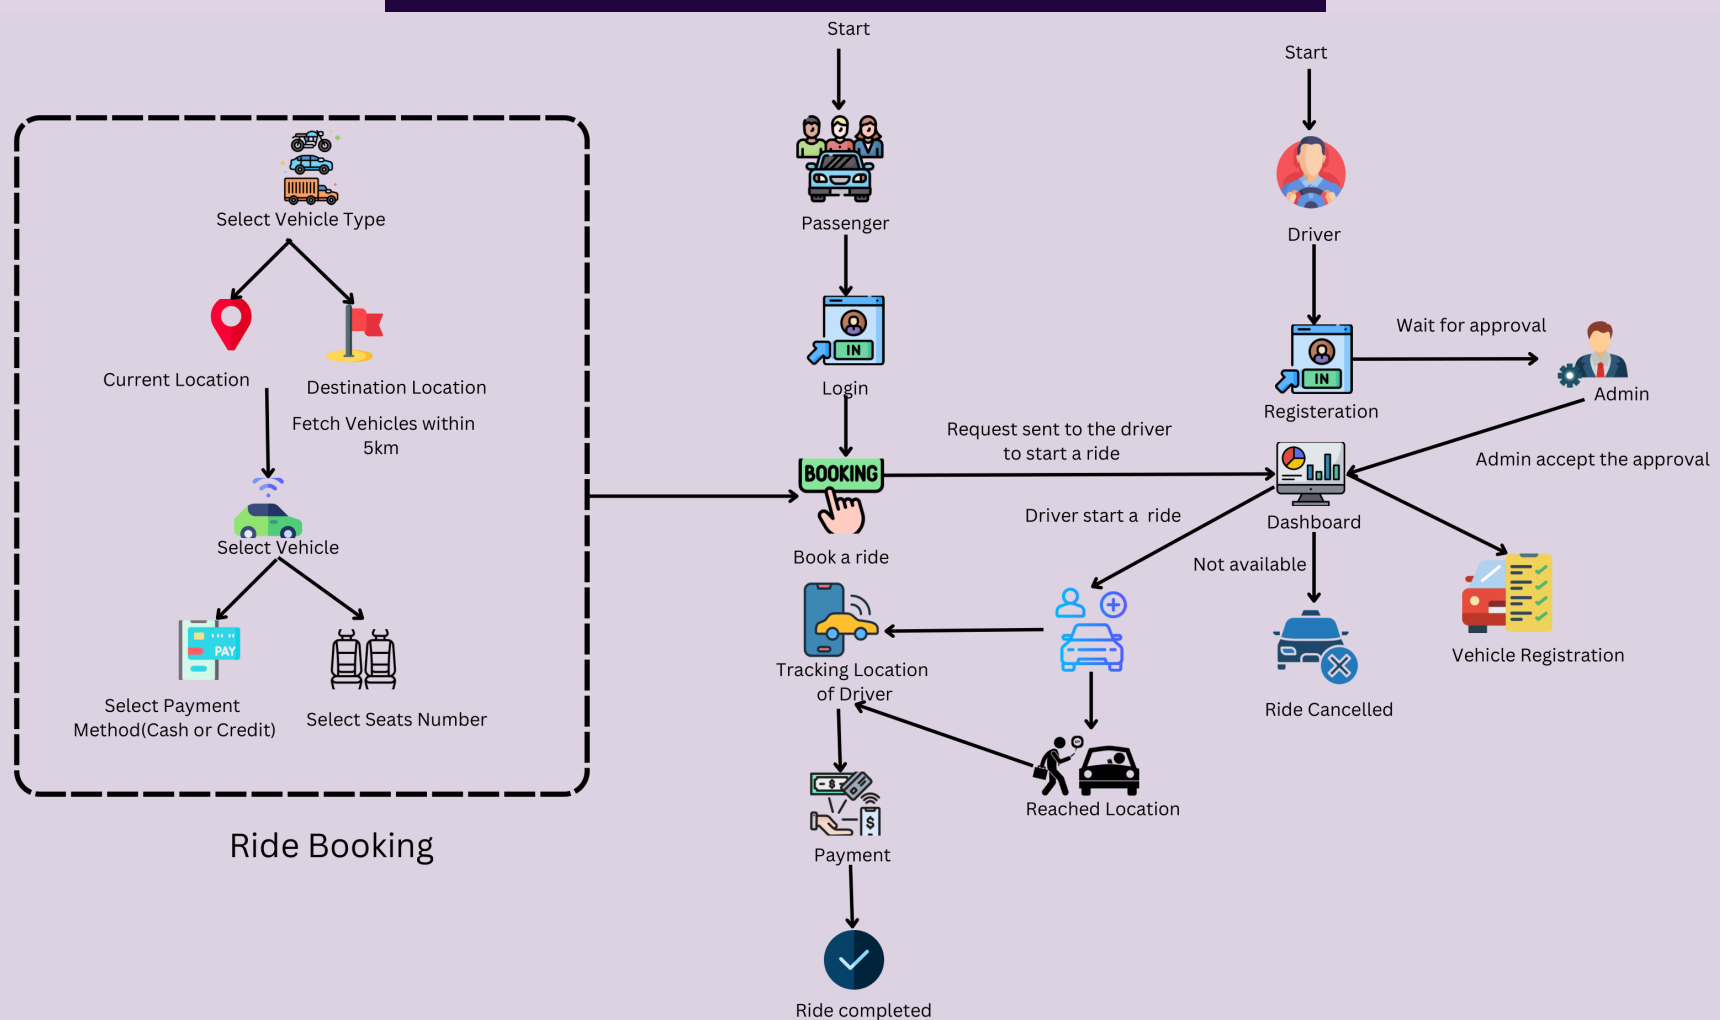 Start
Start
Select Vehicle Type
Passenger
Driver
Current Location
Destination Location
Fetch Vehicles within
5km
IN
Login
Wait for approval
IN
Registeration
Admin
Request sent to the driver
to start a ride
Admin accept the approval
BOOKING
Book a ride
Driver start a ride
Dashboard
Not available
Select Vehicle
PAY
Select Payment
Method(Cash or Credit)
Select Seats Number
Tracking Location
of Driver
Vehicle Registration
Ride Cancelled
Reached Location
$
$
Payment
Ride Booking
Ride completed